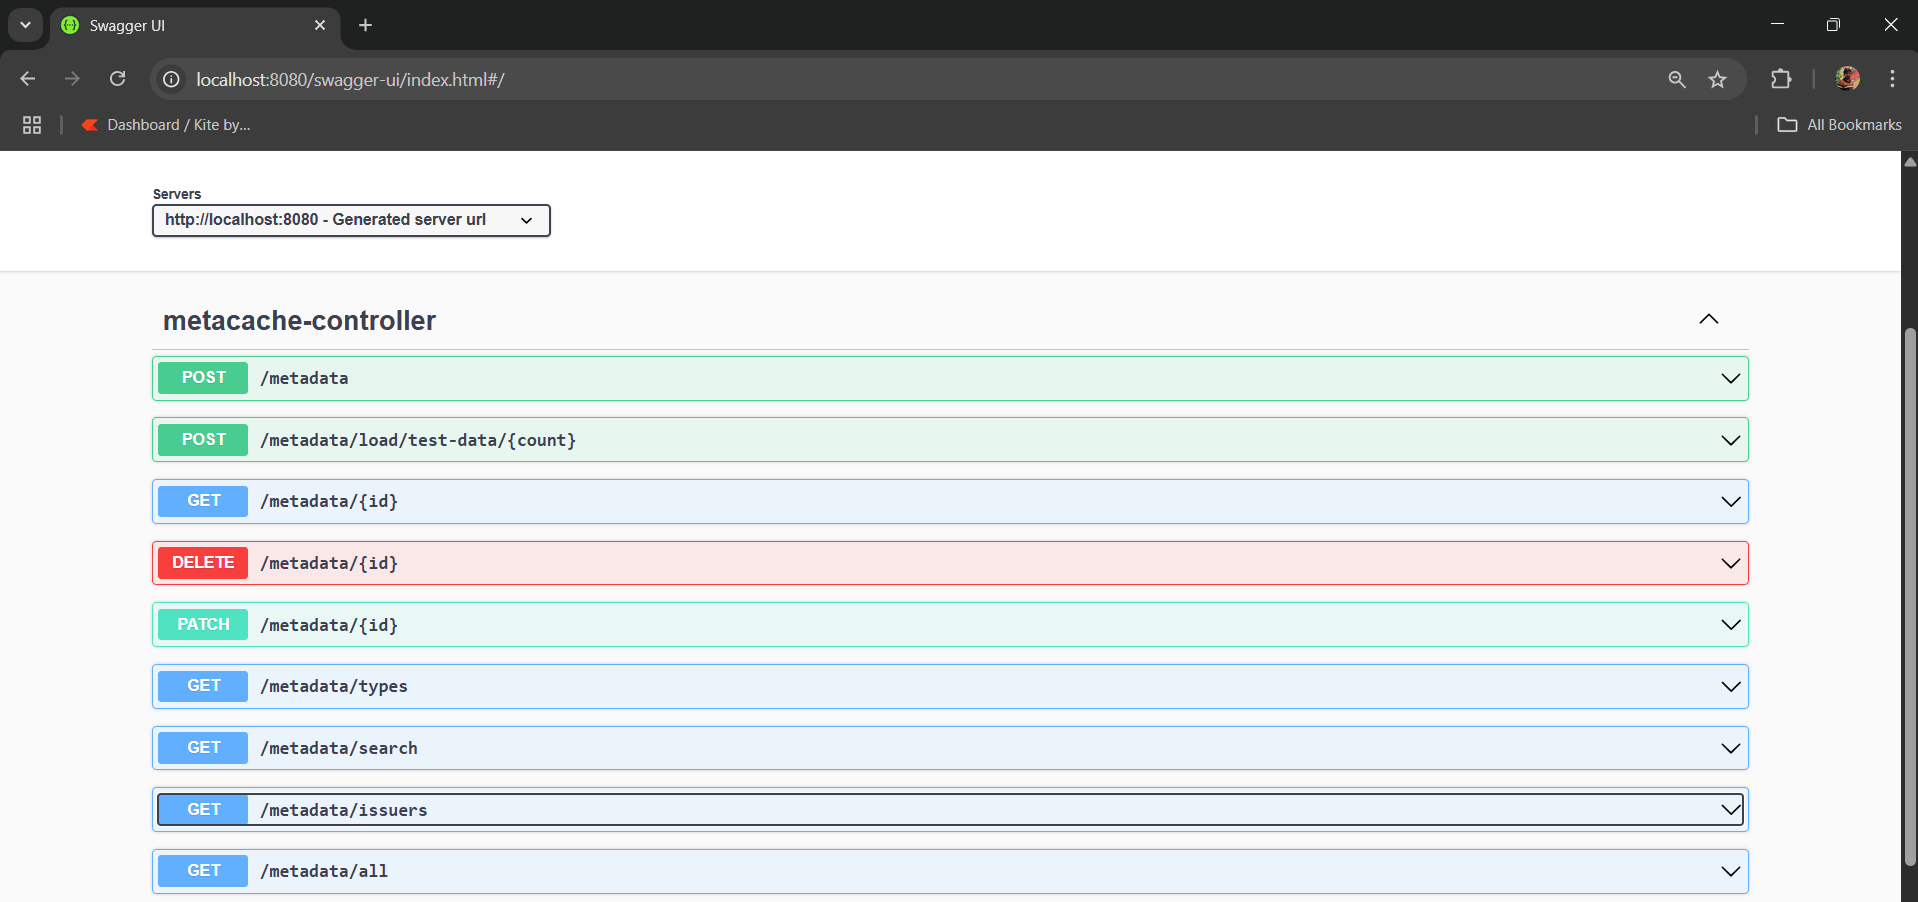 Swagger UI
localhost:8080/swagger-ui/index.html#/
Dashboard / Kite by...
All Bookmarks
Servers
http://localhost:8080 - Generated server url
metacache-controller
POST /metadata
POST /metadata/load/test-data/{count}
GET /metadata/{id}
DELETE /metadata/{id}
PATCH /metadata/{id}
GET /metadata/types
GET /metadata/search
GET /metadata/issuers
GET /metadata/all